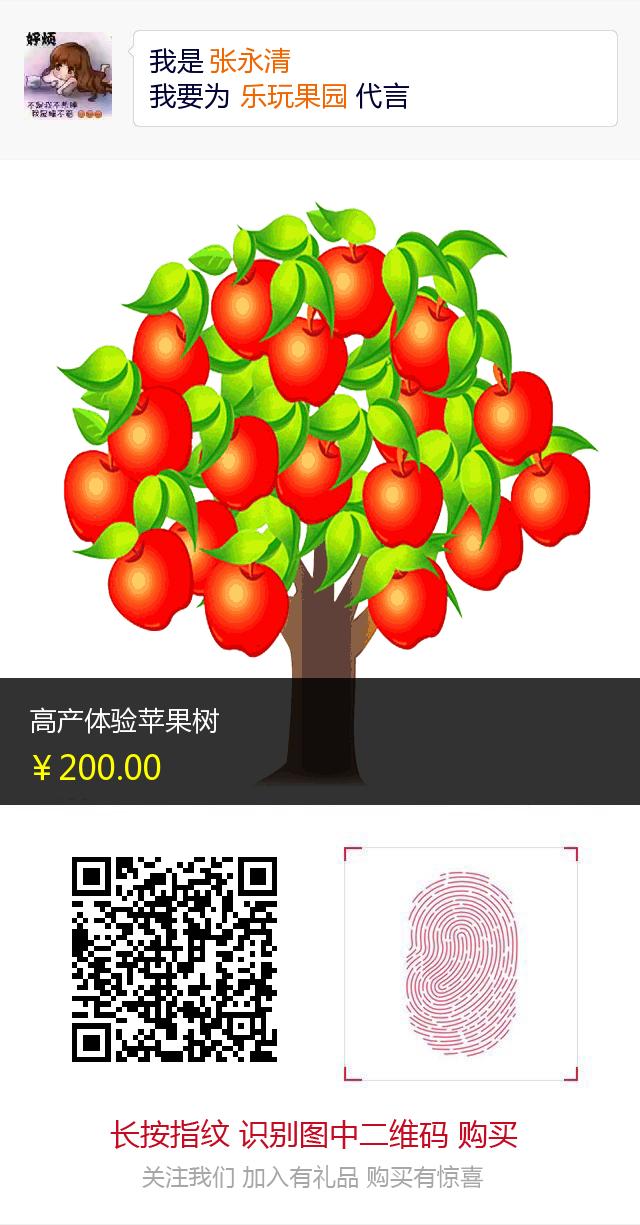 好烦
我是 张永清
我要为 乐玩果园 代言
高产体验苹果树
￥200.00
长按指纹 识别图中二维码 购买
关注我们 加入有礼品 购买有惊喜